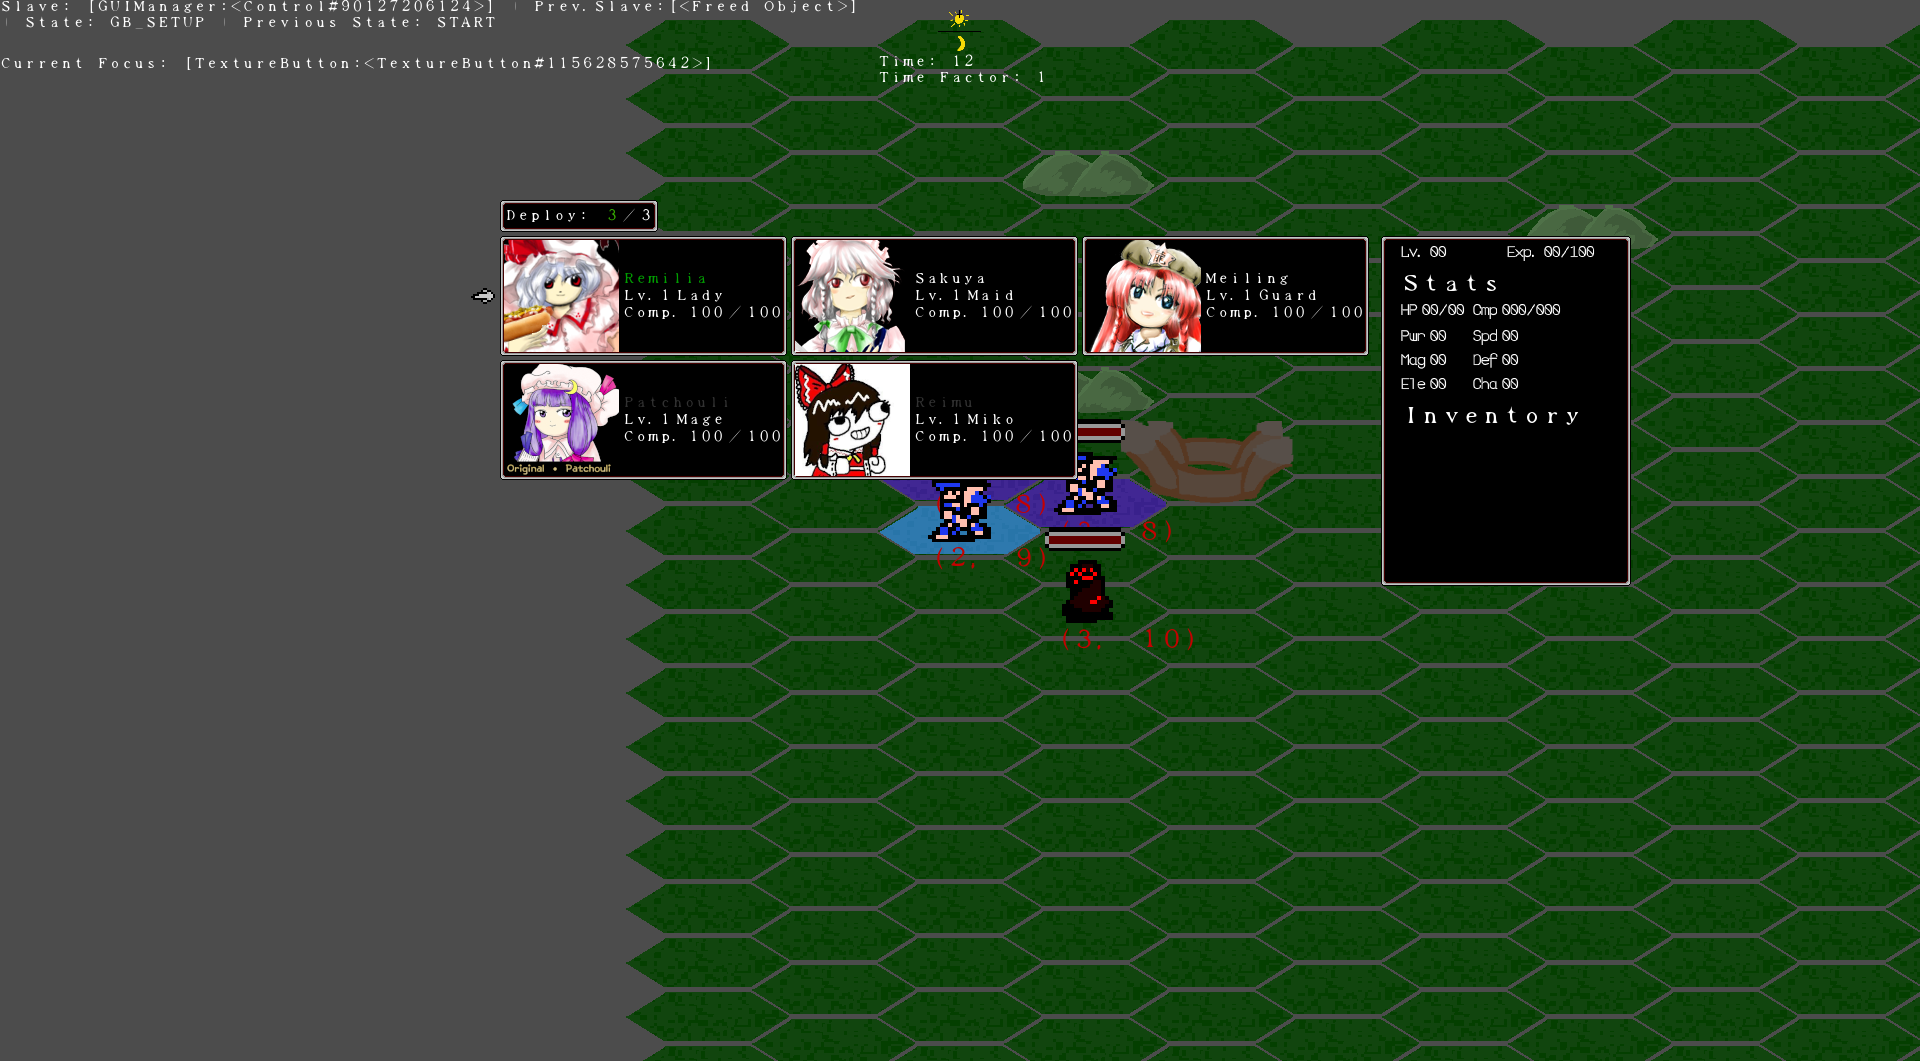 Slave: [GUIManager:<Control#90127206124>] | Prev. Slave:[<Freed Object>]
| State: GB_SETUP | Previous State: START
Current Focus: [TextureButton:<TextureButton#115628575642>]
Time: 12
Time Factor: 1
Deploy: 3/3
Remilia
Lv. 1 Lady
Comp. 100/100
Sakuya
Lv. 1 Maid
Comp. 100/100
Meiling
Lv. 1 Guard
Comp. 100/100
Patchouli
Lv. 1 Mage
Comp. 100/100
Original • Patchouli
Reimu
Lv. 1 Miko
Comp. 100/100
Lv. 00 Exp. 00/100
Stats
HP 00/00 Cmp 000/000
Pwr 00 Spd 00
Mag 00 Def 00
Ele 00 Cha 00
Inventory
8)
8)
(2, 9)
(3, 10)